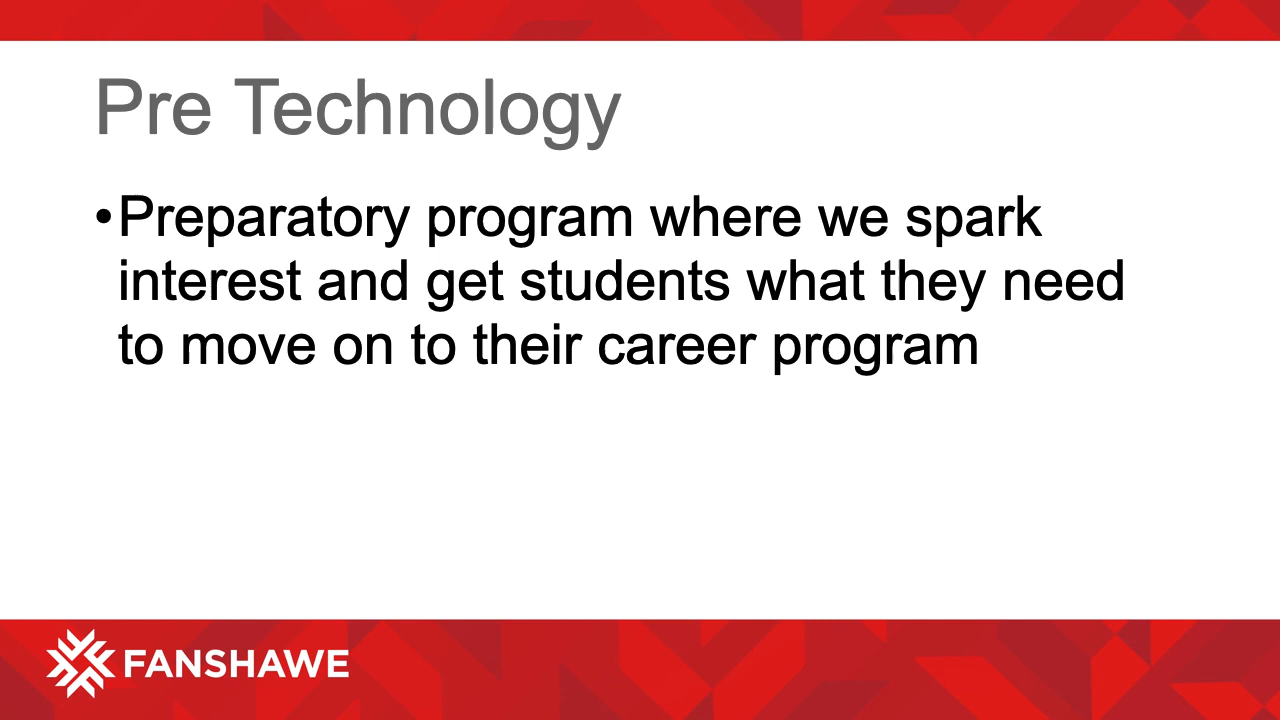 Pre Technology
•Preparatory program where we spark
interest and get students what they need
to move on to their career program
FANSHAWE